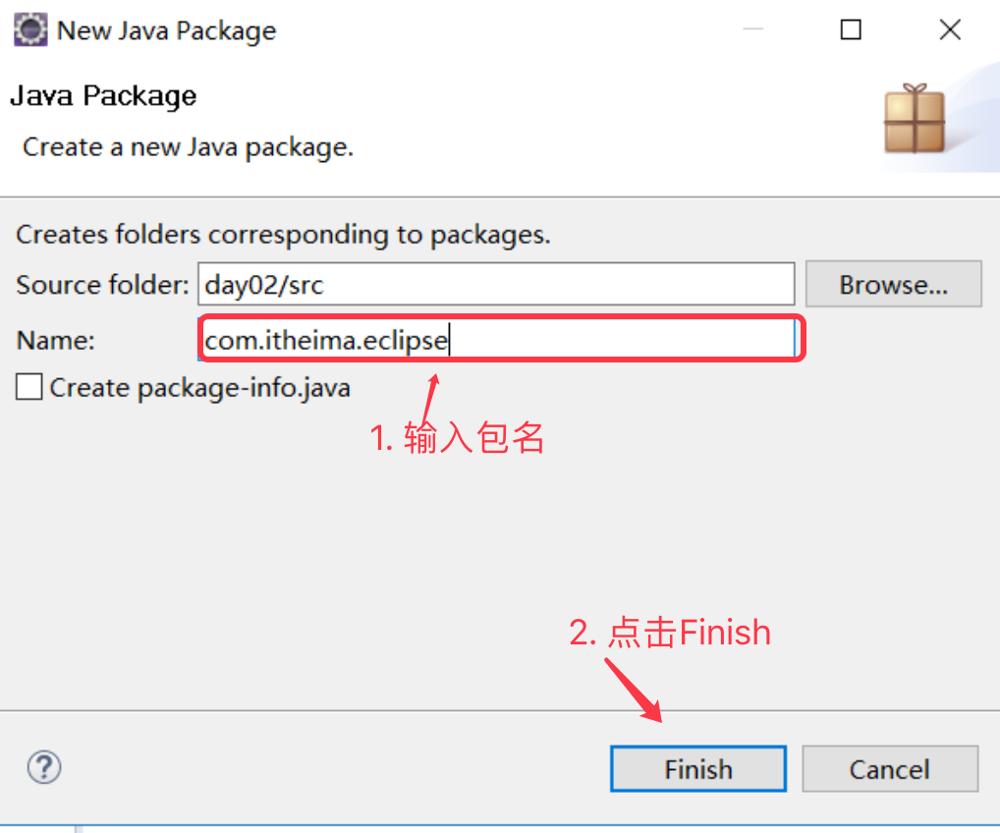 New Java Package
Java Package
Create a new Java package.
Creates folders corresponding to packages.
Source folder: day02/src Browse...
Name: com.itheima.eclipse
Create package-info.java
1. 输入包名
2. 点击Finish
? Finish Cancel